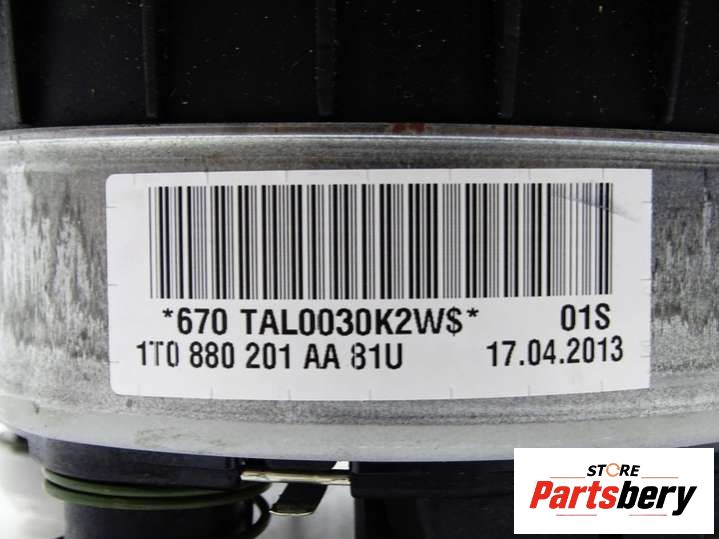 *670 TAL0030K2W$* 01S
1T0 880 201 AA 81U 17.04.2013
STORE
Partsbery